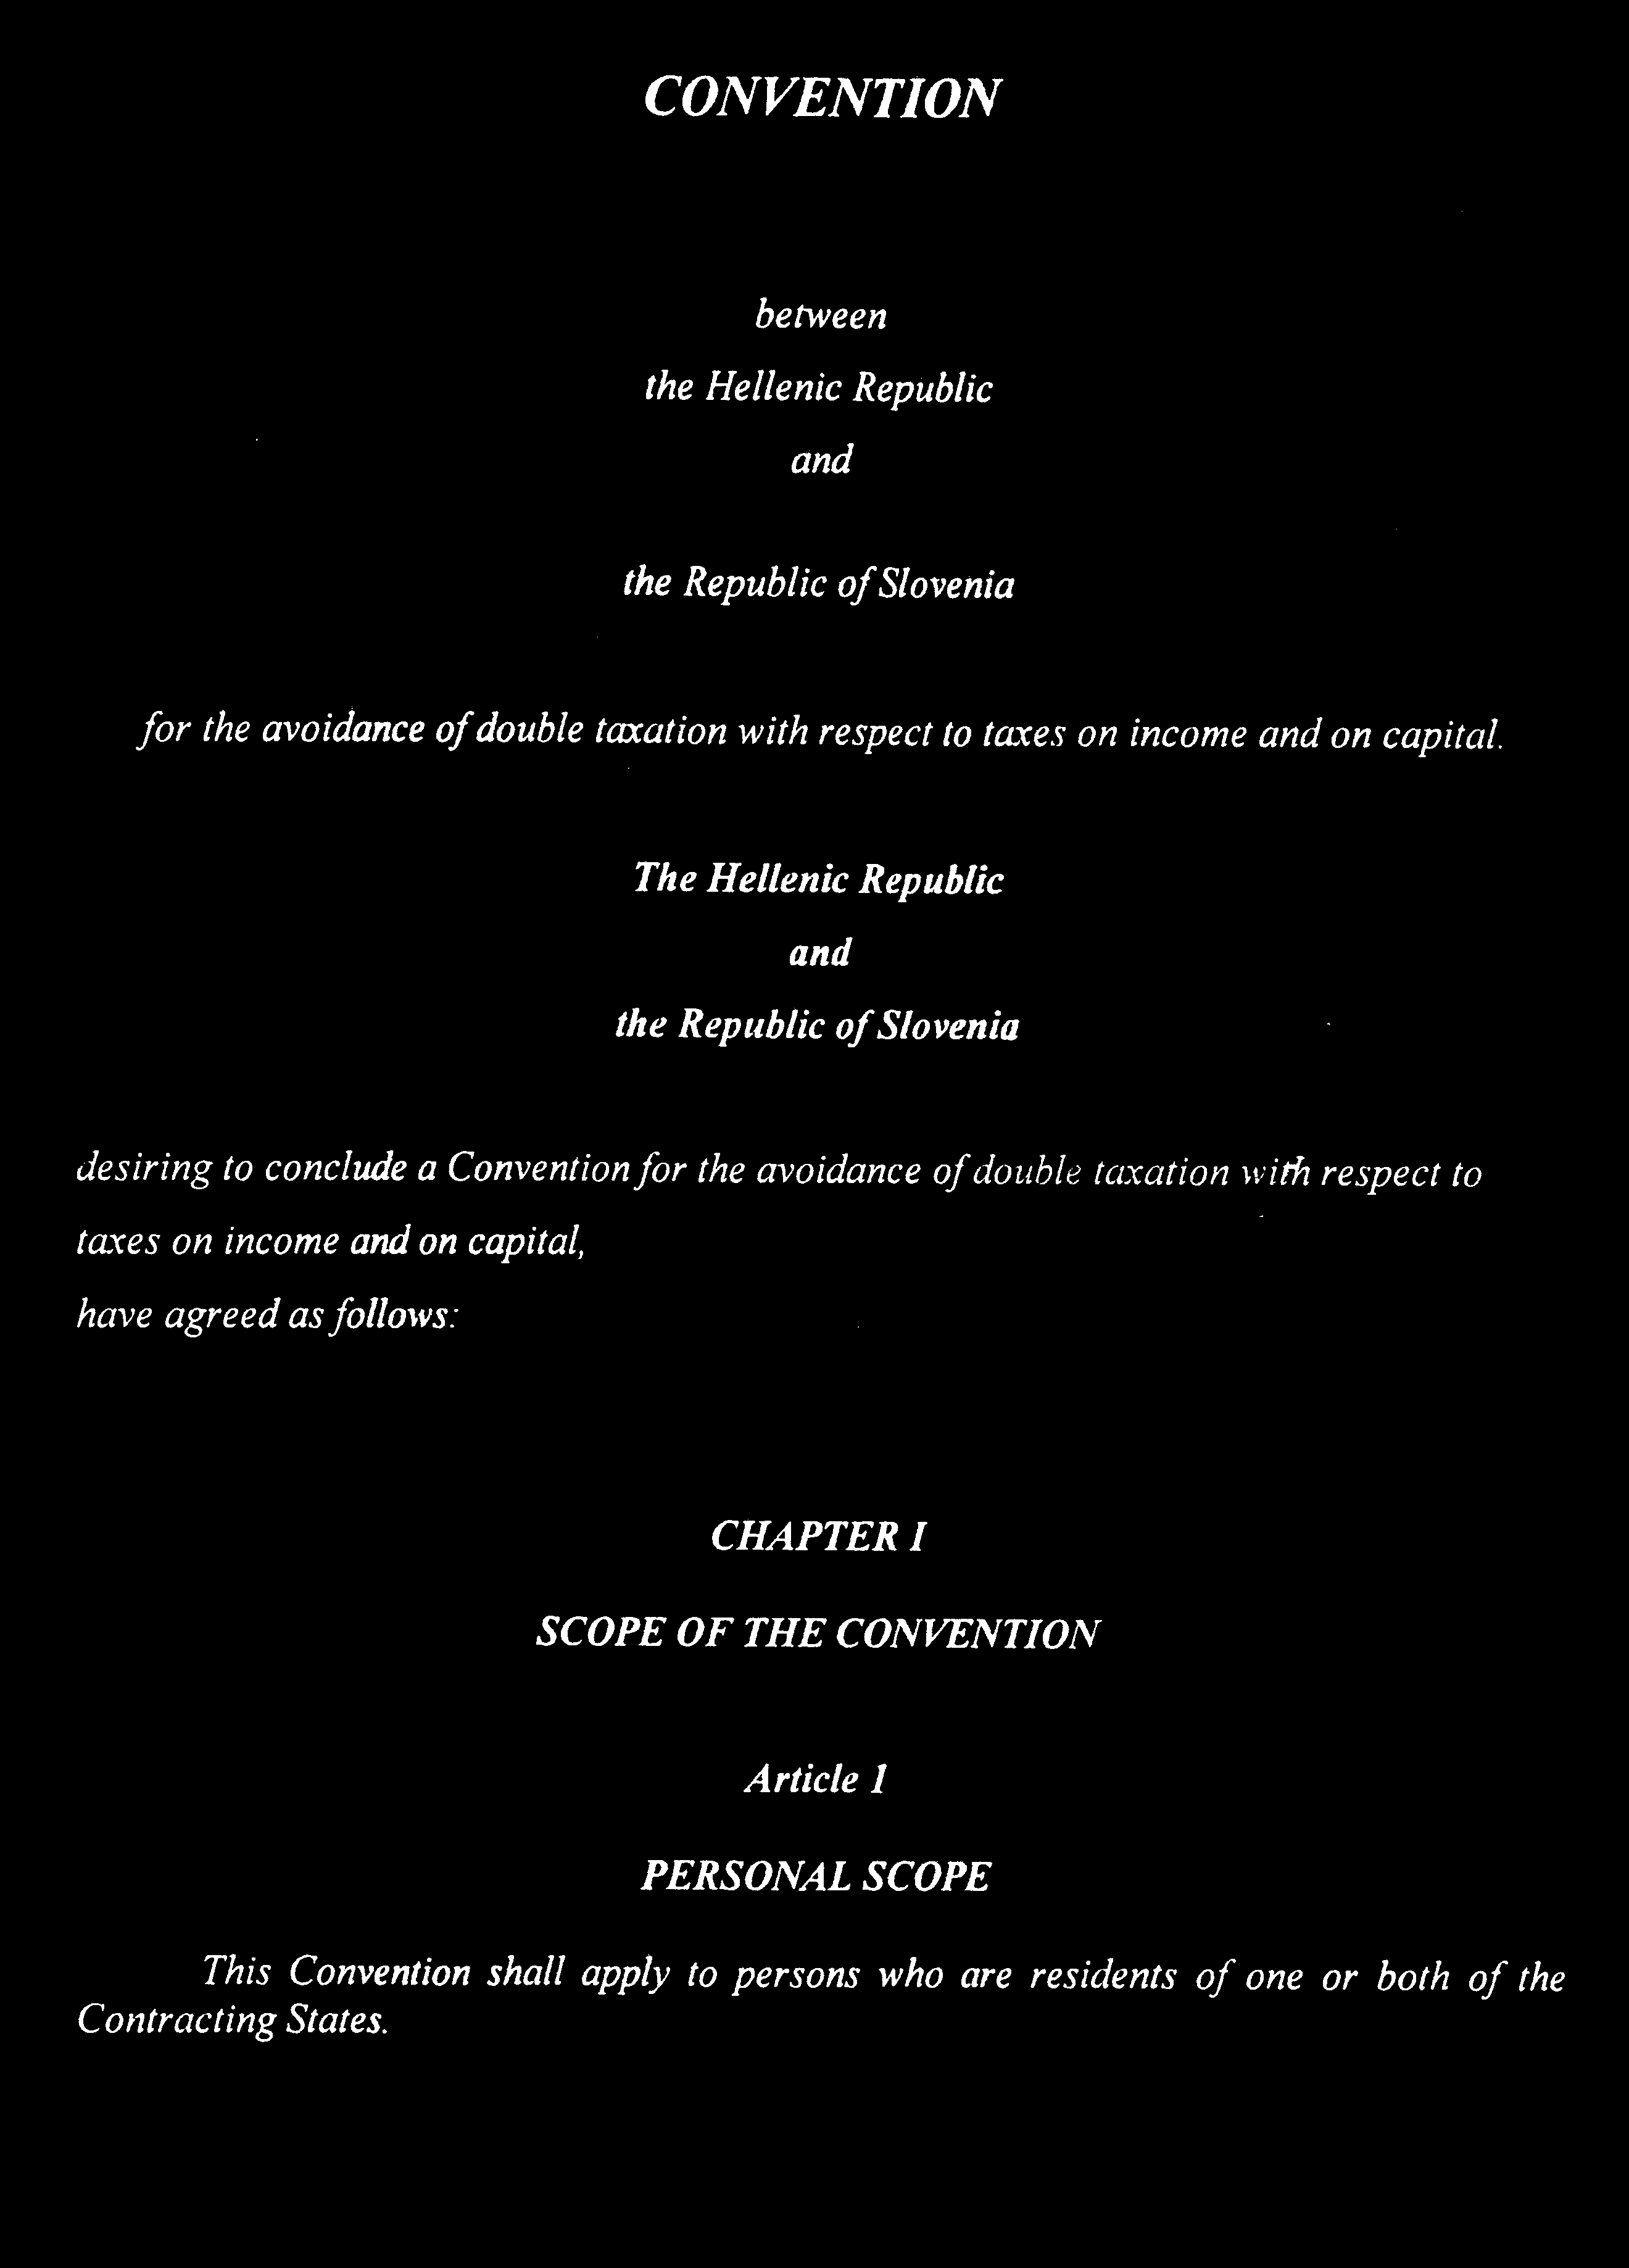 CONVENTION
between
the Hellenic Republic
and
the Republic of Slovenia
for the avoidance of double taxation with respect to taxes on income and on capital.
The Hellenic Republic
and
the Republic of Slovenia
desiring to conclude a Convention for the avoidance of double taxation with respect to
taxes on income and on capital,
have agreed as follows:
CHAPTER I
SCOPE OF THE CONVENTION
Article 1
PERSONAL SCOPE
This Convention shall apply to persons who are residents of one or both of the
Contracting States.